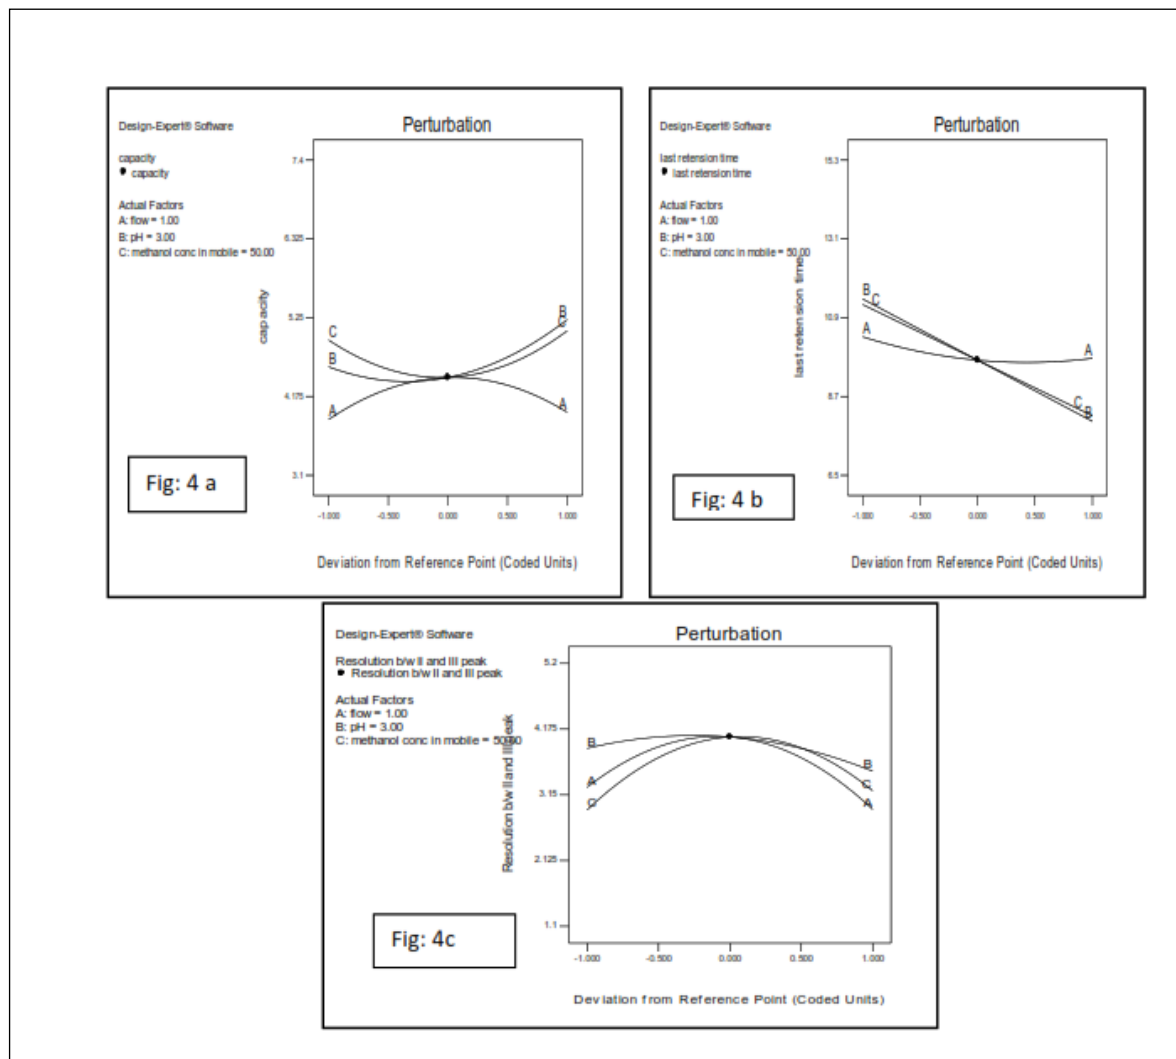 Design-Expert® Software
Perturbation
capacity
capacity
Actual Factors
A: flow = 1.00
B: pH = 3.00
C: methanol conc in mobile = 50.00
capacity
7.4
6.325
5.25
4.175
3.1
C
B
A
B
C
A
-1.000 -0.500 0.000 0.500 1.000
Deviation from Reference Point (Coded Units)
Fig: 4 a
Design-Expert® Software
Perturbation
last retension time
last retension time
Actual Factors
A: flow = 1.00
B: pH = 3.00
C: methanol conc in mobile = 50.00
last retension time
15.3
13.1
10.9
8.7
6.5
B
C
A
A
C
B
-1.000 -0.500 0.000 0.500 1.000
Deviation from Reference Point (Coded Units)
Fig: 4 b
Design-Expert® Software
Perturbation
Resolution b/w II and III peak
Resolution b/w II and III peak
Actual Factors
A: flow = 1.00
B: pH = 3.00
C: methanol conc in mobile = 50.00
Resolution b/w II and III peak
5.2
4.175
3.15
2.125
1.1
B
A
C
B
C
A
-1.000 -0.500 0.000 0.500 1.000
Deviation from Reference Point (Coded Units)
Fig: 4c